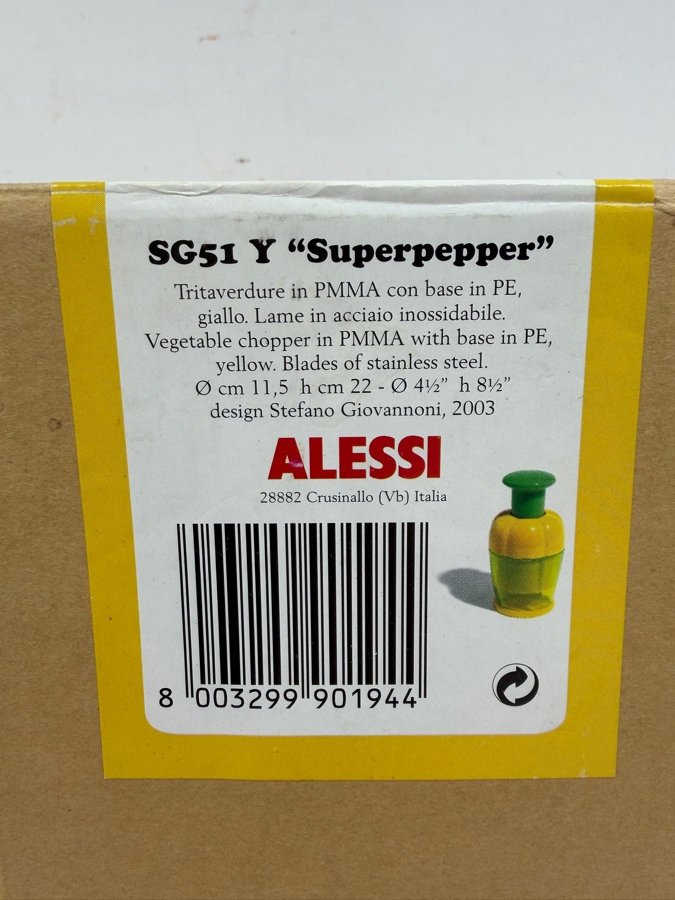 SG51 Y “Superpepper”
Tritaverdure in PMMA con base in PE,
giallo. Lame in acciaio inossidabile.
Vegetable chopper in PMMA with base in PE,
yellow. Blades of stainless steel.
Ø cm 11,5 h cm 22 - Ø 4½” h 8½”
design Stefano Giovannoni, 2003
ALESSI
28882 Crusinallo (Vb) Italia
8 003299 901944